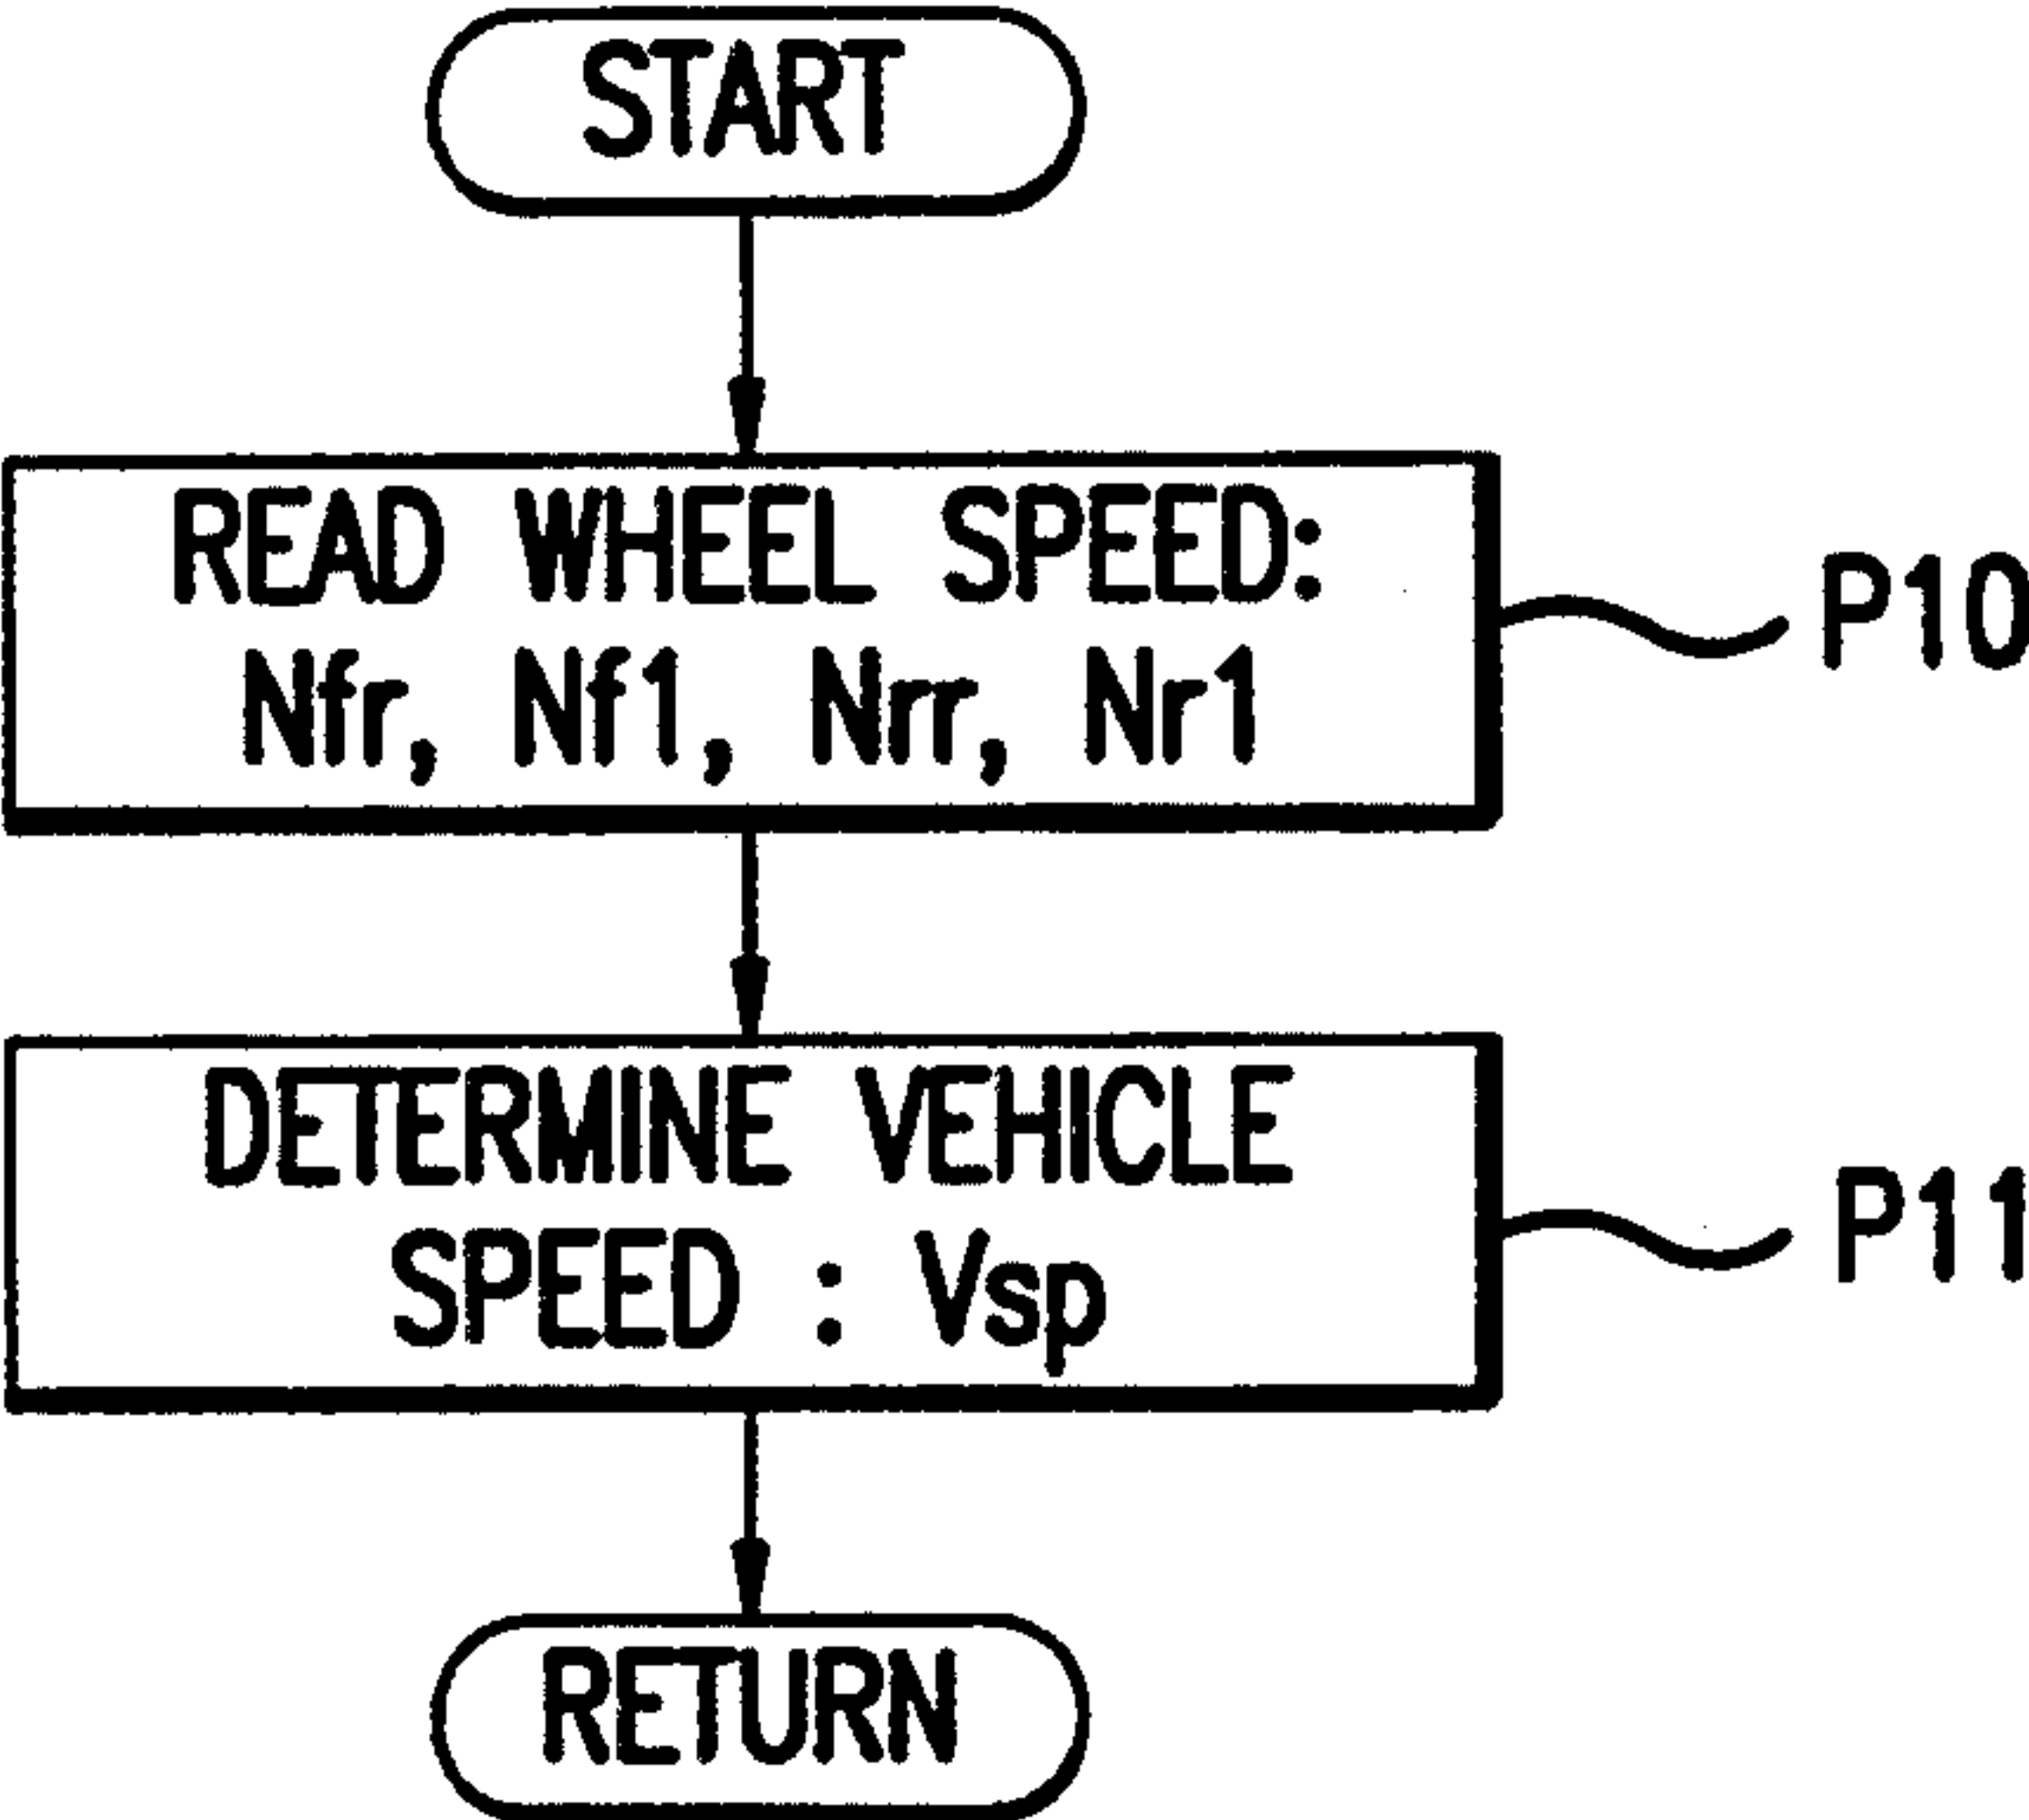 START
READ WHEEL SPEED:
Nfr, Nf1, Nrr, Nr1
P10
DETERMINE VEHICLE
SPEED : Vsp
P11
RETURN